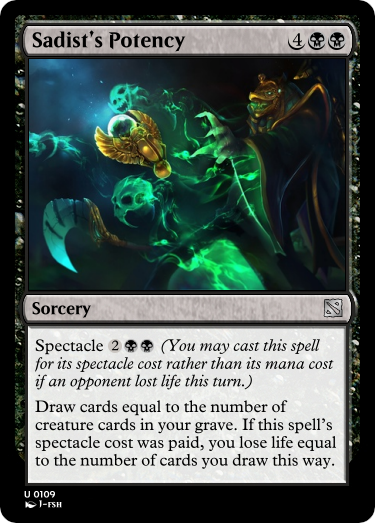 Sadist's Potency 4
Sorcery
Spectacle 2 (You may cast this spell
for its spectacle cost rather than its mana cost
if an opponent lost life this turn.)
Draw cards equal to the number of
creature cards in your grave. If this spell's
spectacle cost was paid, you lose life equal
to the number of cards you draw this way.
U 0109